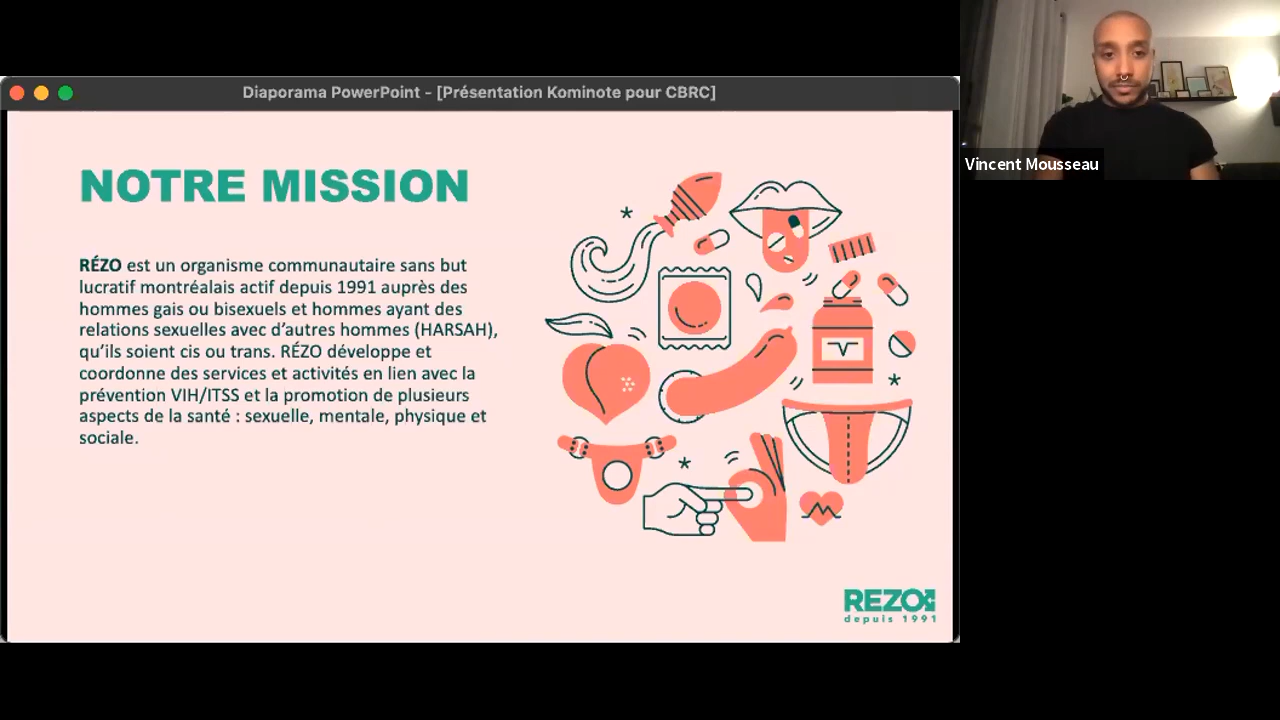 Diaporama PowerPoint - [Présentation Kominote pour CBRC]
NOTRE MISSION
RÉZO est un organisme communautaire sans but
lucratif montréalais actif depuis 1991 auprès des
hommes gais ou bisexuels et hommes ayant des
relations sexuelles avec d’autres hommes (HARSAH),
qu’ils soient cis ou trans. RÉZO développe et
coordonne des services et activités en lien avec la
prévention VIH/ITSS et la promotion de plusieurs
aspects de la santé : sexuelle, mentale, physique et
sociale.
REZO
depuis 1991
Vincent Mousseau